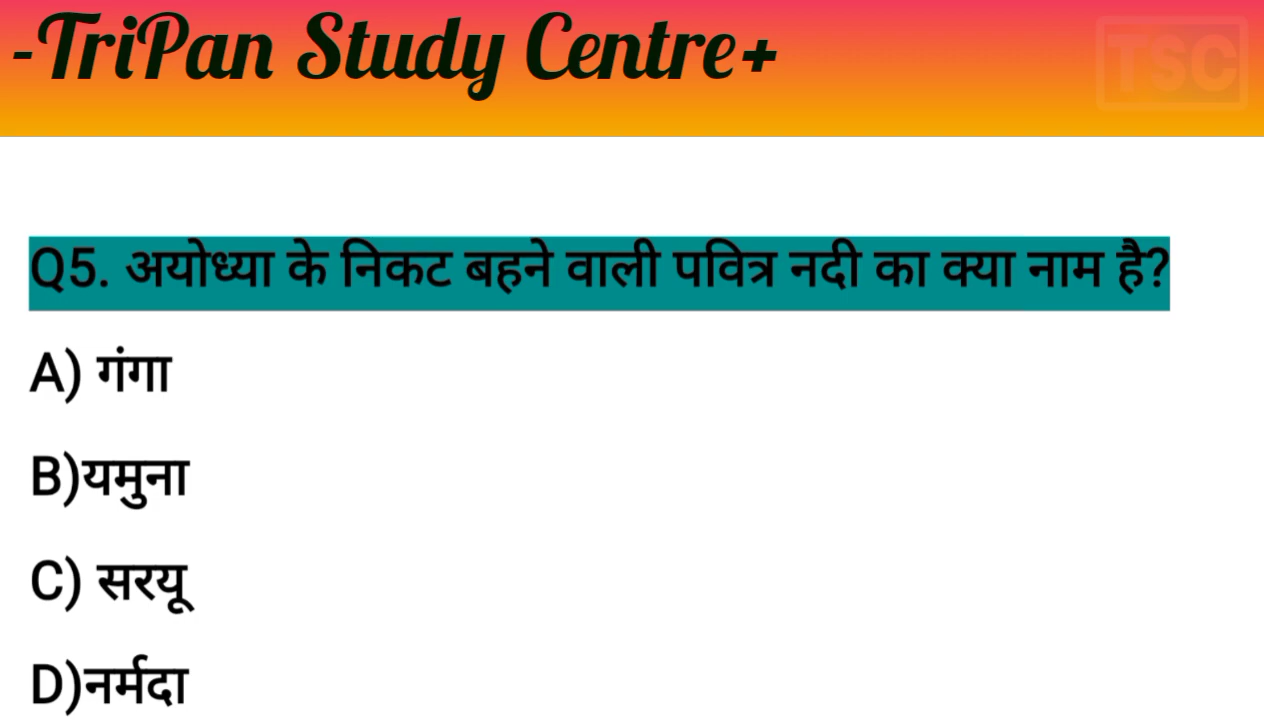 -TriPan Study Centre+
TSC
Q5. अयोध्या के निकट बहने वाली पवित्र नदी का क्या नाम है?
A) गंगा
B)यमुना
C) सरयू
D)नर्मदा